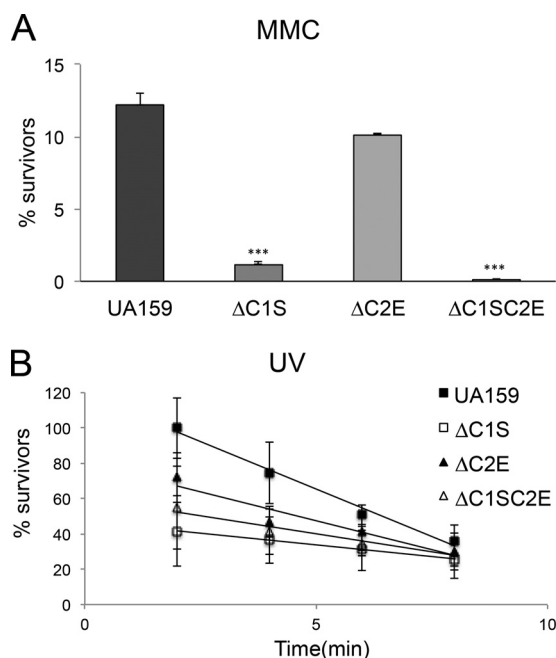 A
MMC
% survivors
15
10
5
0
***
***
UA159
ΔC1S
ΔC2E
ΔC1SC2E
B
UV
% survivors
120
100
80
60
40
20
0
UA159
ΔC1S
ΔC2E
ΔC1SC2E
0
5
10
Time(min)